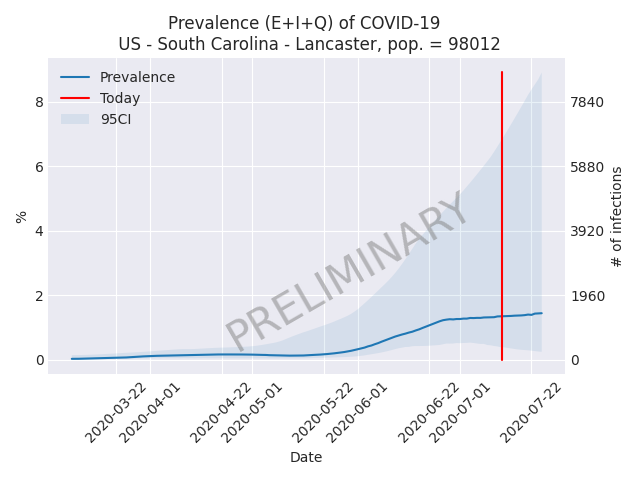 Prevalence (E+I+Q) of COVID-19
US - South Carolina - Lancaster, pop. = 98012
Prevalence
Today
95CI
PRELIMINARY
%
8
6
4
2
0
7840
5880
3920
1960
0
# of infections
2020-03-22
2020-04-01
2020-04-22
2020-05-01
2020-05-22
2020-06-01
2020-06-22
2020-07-01
2020-07-22
Date